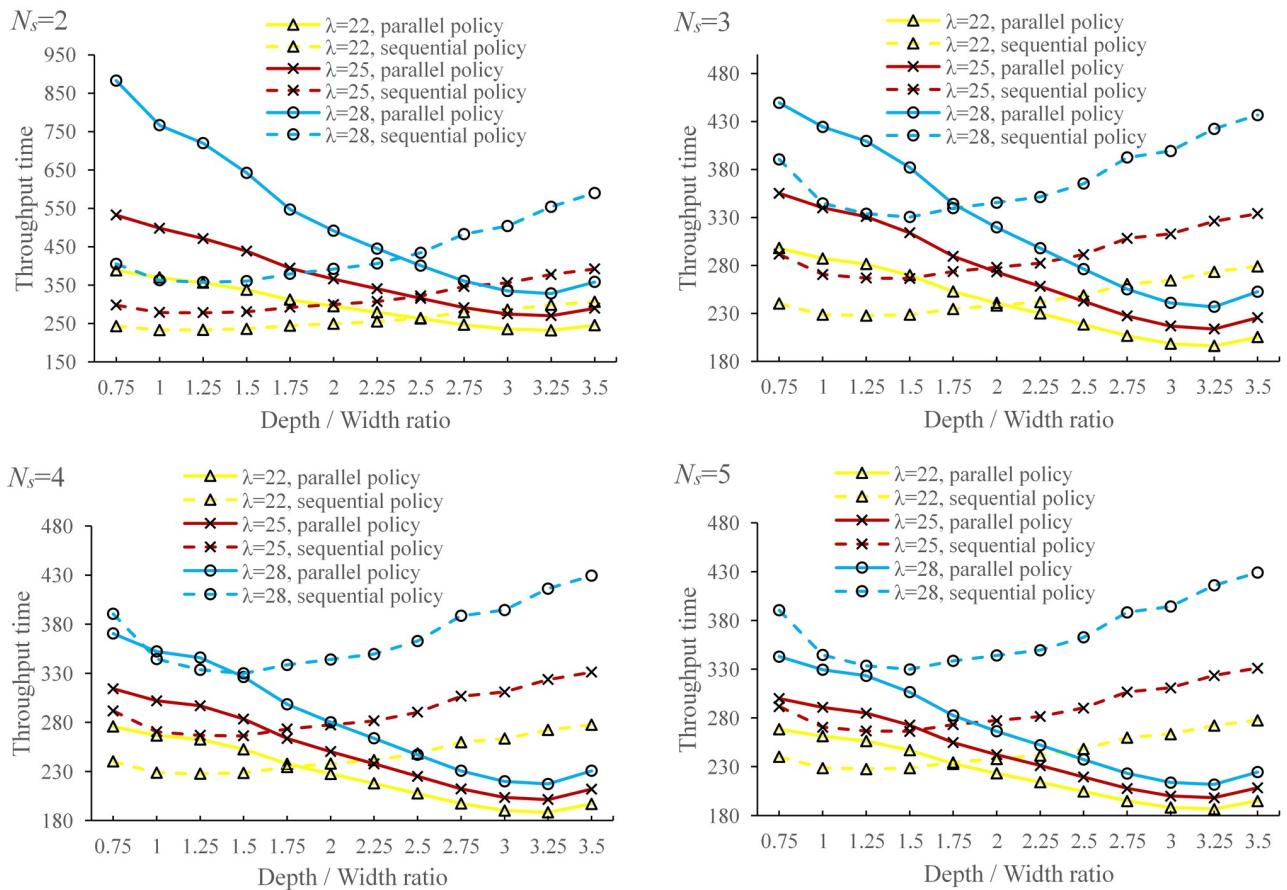 Nₛ=2
λ=22, parallel policy
λ=22, sequential policy
λ=25, parallel policy
λ=25, sequential policy
λ=28, parallel policy
λ=28, sequential policy
Throughput time
950
850
750
650
550
450
350
250
150
0.75 1 1.25 1.5 1.75 2 2.25 2.5 2.75 3 3.25 3.5
Depth / Width ratio
Nₛ=3
λ=22, parallel policy
λ=22, sequential policy
λ=25, parallel policy
λ=25, sequential policy
λ=28, parallel policy
λ=28, sequential policy
Throughput time
480
430
380
330
280
230
180
0.75 1 1.25 1.5 1.75 2 2.25 2.5 2.75 3 3.25 3.5
Depth / Width ratio
Nₛ=4
λ=22, parallel policy
λ=22, sequential policy
λ=25, parallel policy
λ=25, sequential policy
λ=28, parallel policy
λ=28, sequential policy
Throughput time
480
430
380
330
280
230
180
0.75 1 1.25 1.5 1.75 2 2.25 2.5 2.75 3 3.25 3.5
Depth / Width ratio
Nₛ=5
λ=22, parallel policy
λ=22, sequential policy
λ=25, parallel policy
λ=25, sequential policy
λ=28, parallel policy
λ=28, sequential policy
Throughput time
480
430
380
330
280
230
180
0.75 1 1.25 1.5 1.75 2 2.25 2.5 2.75 3 3.25 3.5
Depth / Width ratio